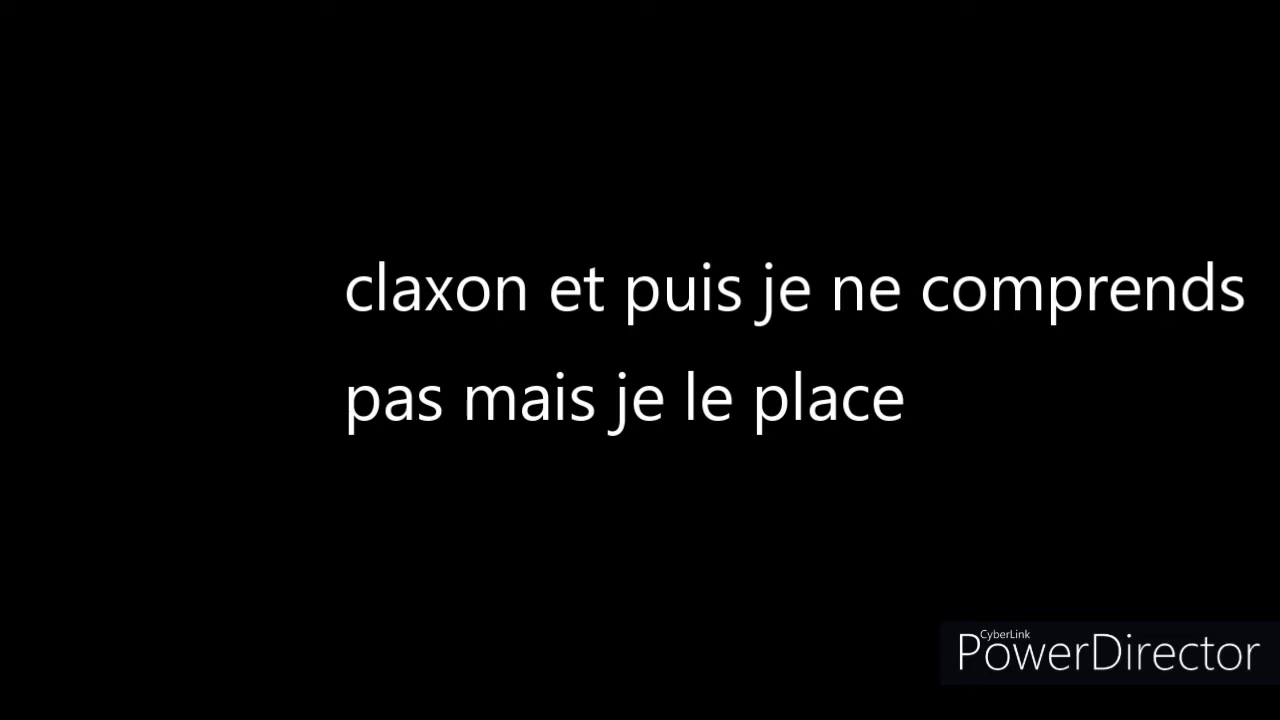 claxon et puis je ne comprends
pas mais je le place
CyberLink
PowerDirector